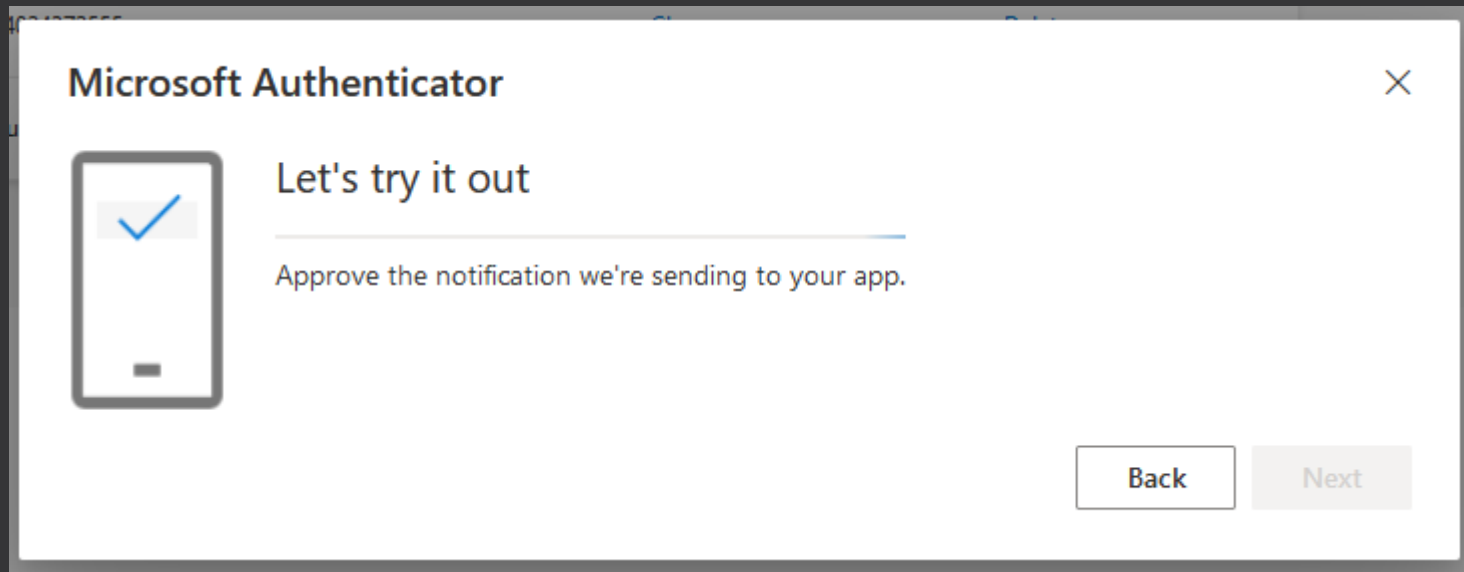 Microsoft Authenticator
Let's try it out
Approve the notification we're sending to your app.
Back
Next